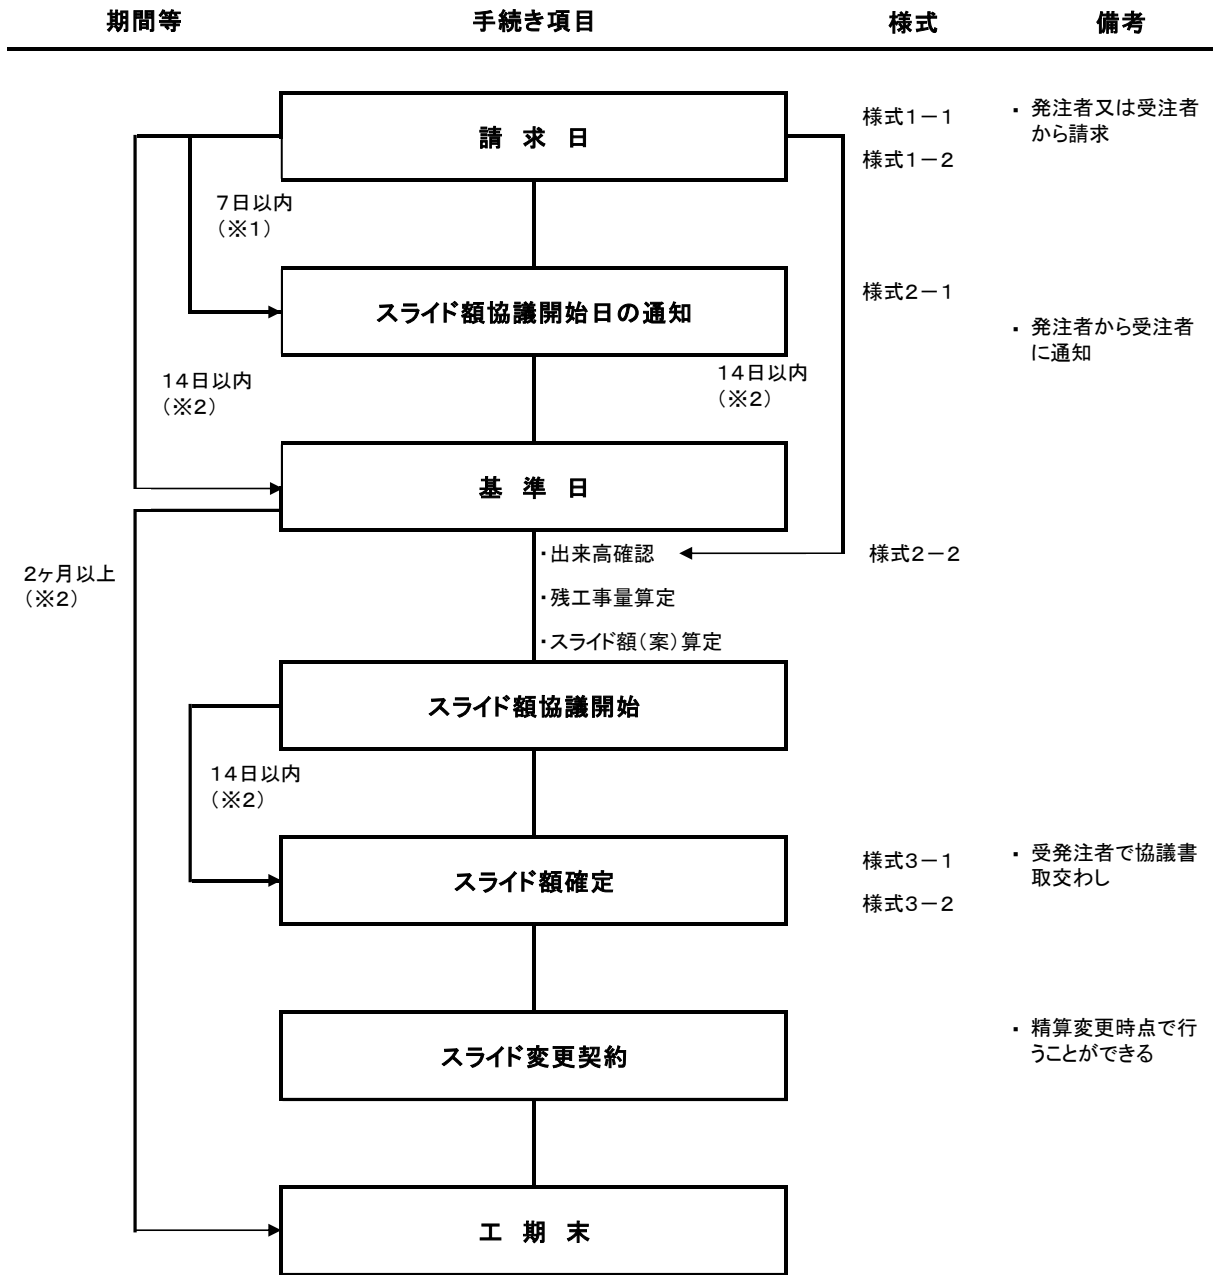 期間等
手続き項目
様式
備考
請 求 日
様式1－1
様式1－2
・ 発注者又は受注者
から請求
7日以内
（※1）
スライド額協議開始日の通知
様式2－1
・ 発注者から受注者
に通知
14日以内
（※2）
14日以内
（※2）
基 準 日
・出来高確認
様式2－2
・残工事量算定
・スライド額（案）算定
2ヶ月以上
（※2）
スライド額協議開始
14日以内
（※2）
スライド額確定
様式3－1
様式3－2
・ 受発注者で協議書
取交わし
スライド変更契約
・ 精算変更時点で行
うことができる
工 期 末